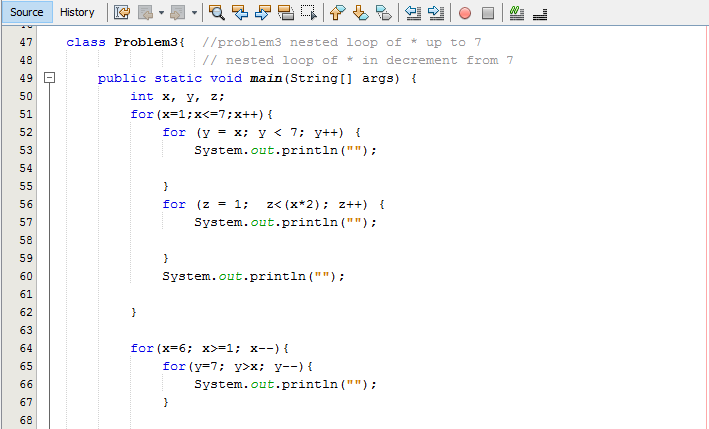 Source History
47 class Problem3{ //problem3 nested loop of * up to 7
48 // nested loop of * in decrement from 7
49 public static void main(String[] args) {
50 int x, y, z;
51 for(x=1;x<=7;x++){
52 for (y = x; y < 7; y++) {
53 System.out.println("");
54
55 }
56 for (z = 1; z<(x*2); z++) {
57 System.out.println("");
58
59 }
60 System.out.println("");
61
62 }
63
64 for(x=6; x>=1; x--){
65 for(y=7; y>x; y--){
66 System.out.println("");
67 }
68